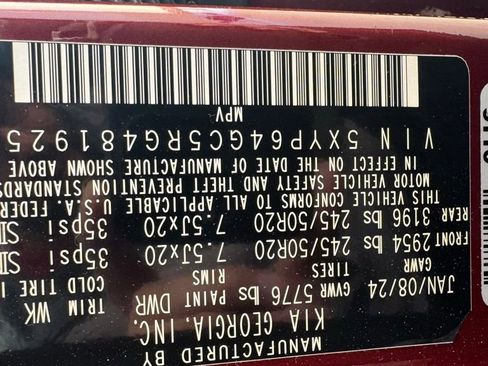 MANUFACTURED BY
KIA GEORGIA, INC.
JAN/08/24 GVWR 5776 lbs PAINT DWR TRIM WK
GAWR TIRES RIMS COLD TIRE
FRONT 2954 lbs 245/50R20 7.5Jx20 35psi
REAR 3196 lbs 245/50R20 7.5Jx20 35psi
THIS VEHICLE CONFORMS TO ALL APPLICABLE U.S.A. FEDER
MOTOR VEHICLE SAFETY AND THEFT PREVENTION STANDARDS
IN EFFECT ON THE DATE OF MANUFACTURE SHOWN ABOVE
VIN 5XYP64GC5RG481925
MPV